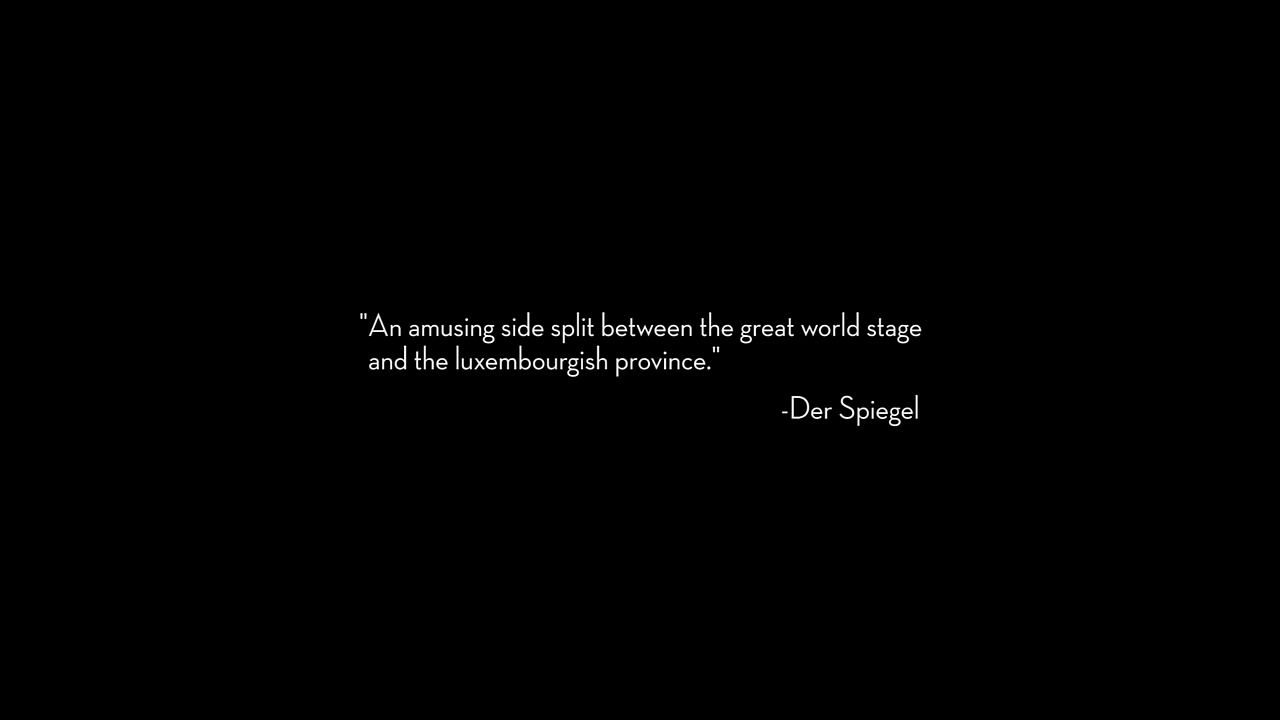 "An amusing side split between the great world stage
and the luxembourgish province."
-Der Spiegel